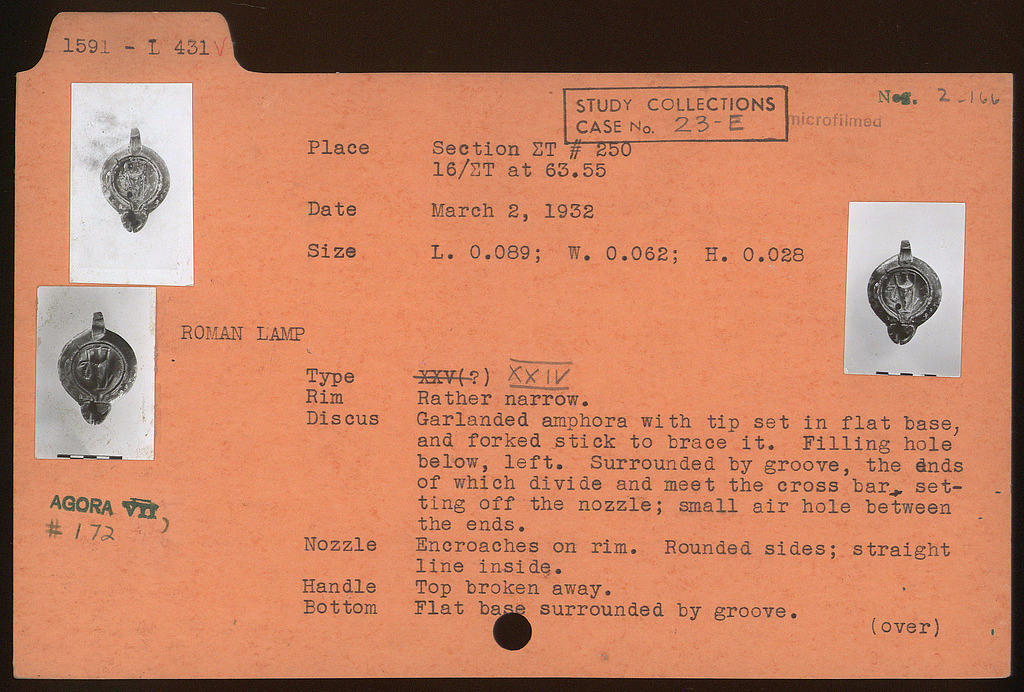 1591 - L 431 V
STUDY COLLECTIONS
CASE No. 23-E
Neg. 2-166
microfilmed
Place Section ΣΤ # 250
16/ΣΤ at 63.55
Date March 2, 1932
Size L. 0.089; W. 0.062; H. 0.028
ROMAN LAMP
Type XXV(?) XXIV
Rim Rather narrow.
Discus Garlanded amphora with tip set in flat base,
and forked stick to brace it. Filling hole
below, left. Surrounded by groove, the ends
of which divide and meet the cross bar, set-
ting off the nozzle; small air hole between
the ends.
Nozzle Encroaches on rim. Rounded sides; straight
line inside.
Handle Top broken away.
Bottom Flat base surrounded by groove.
(over)
AGORA VII,
# 172